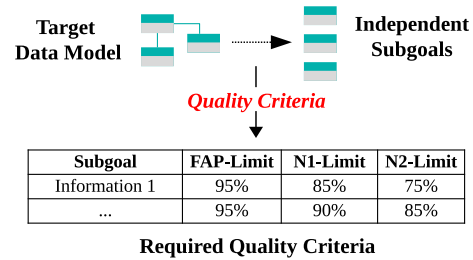 Target
Data Model
Independent
Subgoals
Quality Criteria
Subgoal FAP-Limit N1-Limit N2-Limit
Information 1 95% 85% 75%
... 95% 90% 85%
Required Quality Criteria